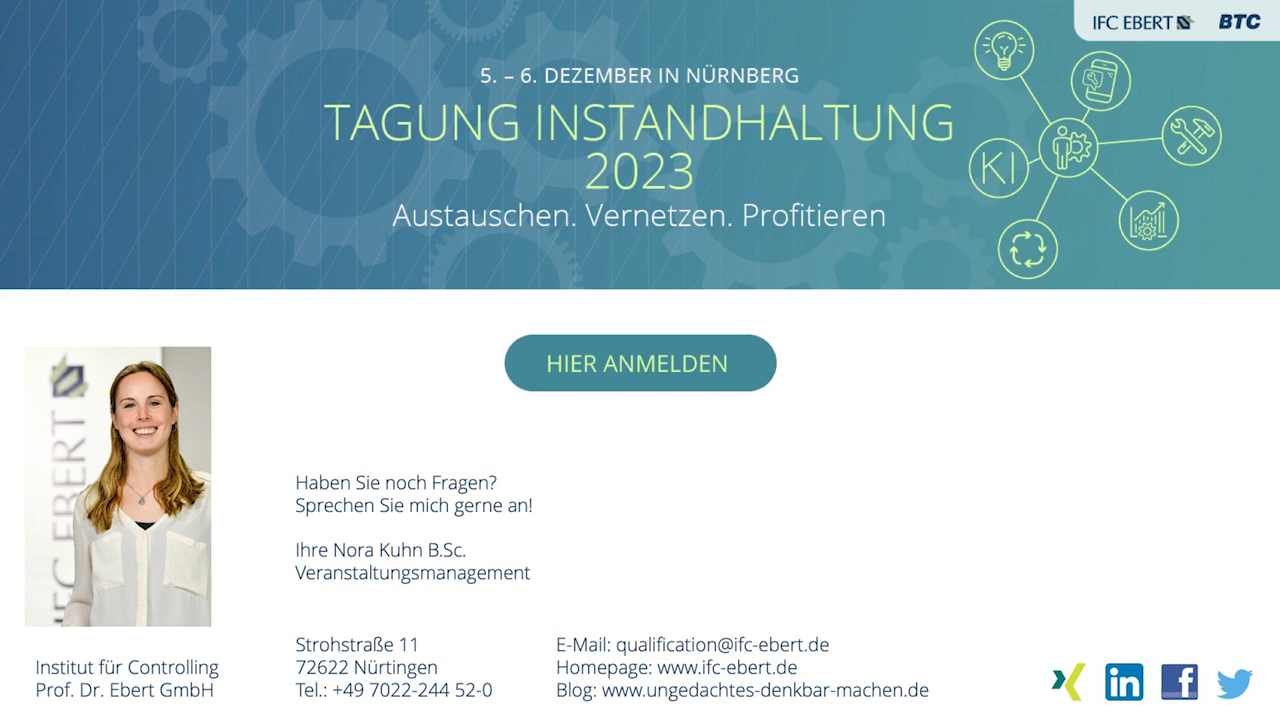 IFC EBERT
BTC
5. – 6. DEZEMBER IN NÜRNBERG
TAGUNG INSTANDHALTUNG
2023
Austauschen. Vernetzen. Profitieren
KI
HIER ANMELDEN
IFC EBERT
Haben Sie noch Fragen?
Sprechen Sie mich gerne an!
Ihre Nora Kuhn B.Sc.
Veranstaltungsmanagement
Institut für Controlling
Prof. Dr. Ebert GmbH
Strohstraße 11
72622 Nürtingen
Tel.: +49 7022-244 52-0
E-Mail: qualification@ifc-ebert.de
Homepage: www.ifc-ebert.de
Blog: www.ungedachtes-denkbar-machen.de
in
f